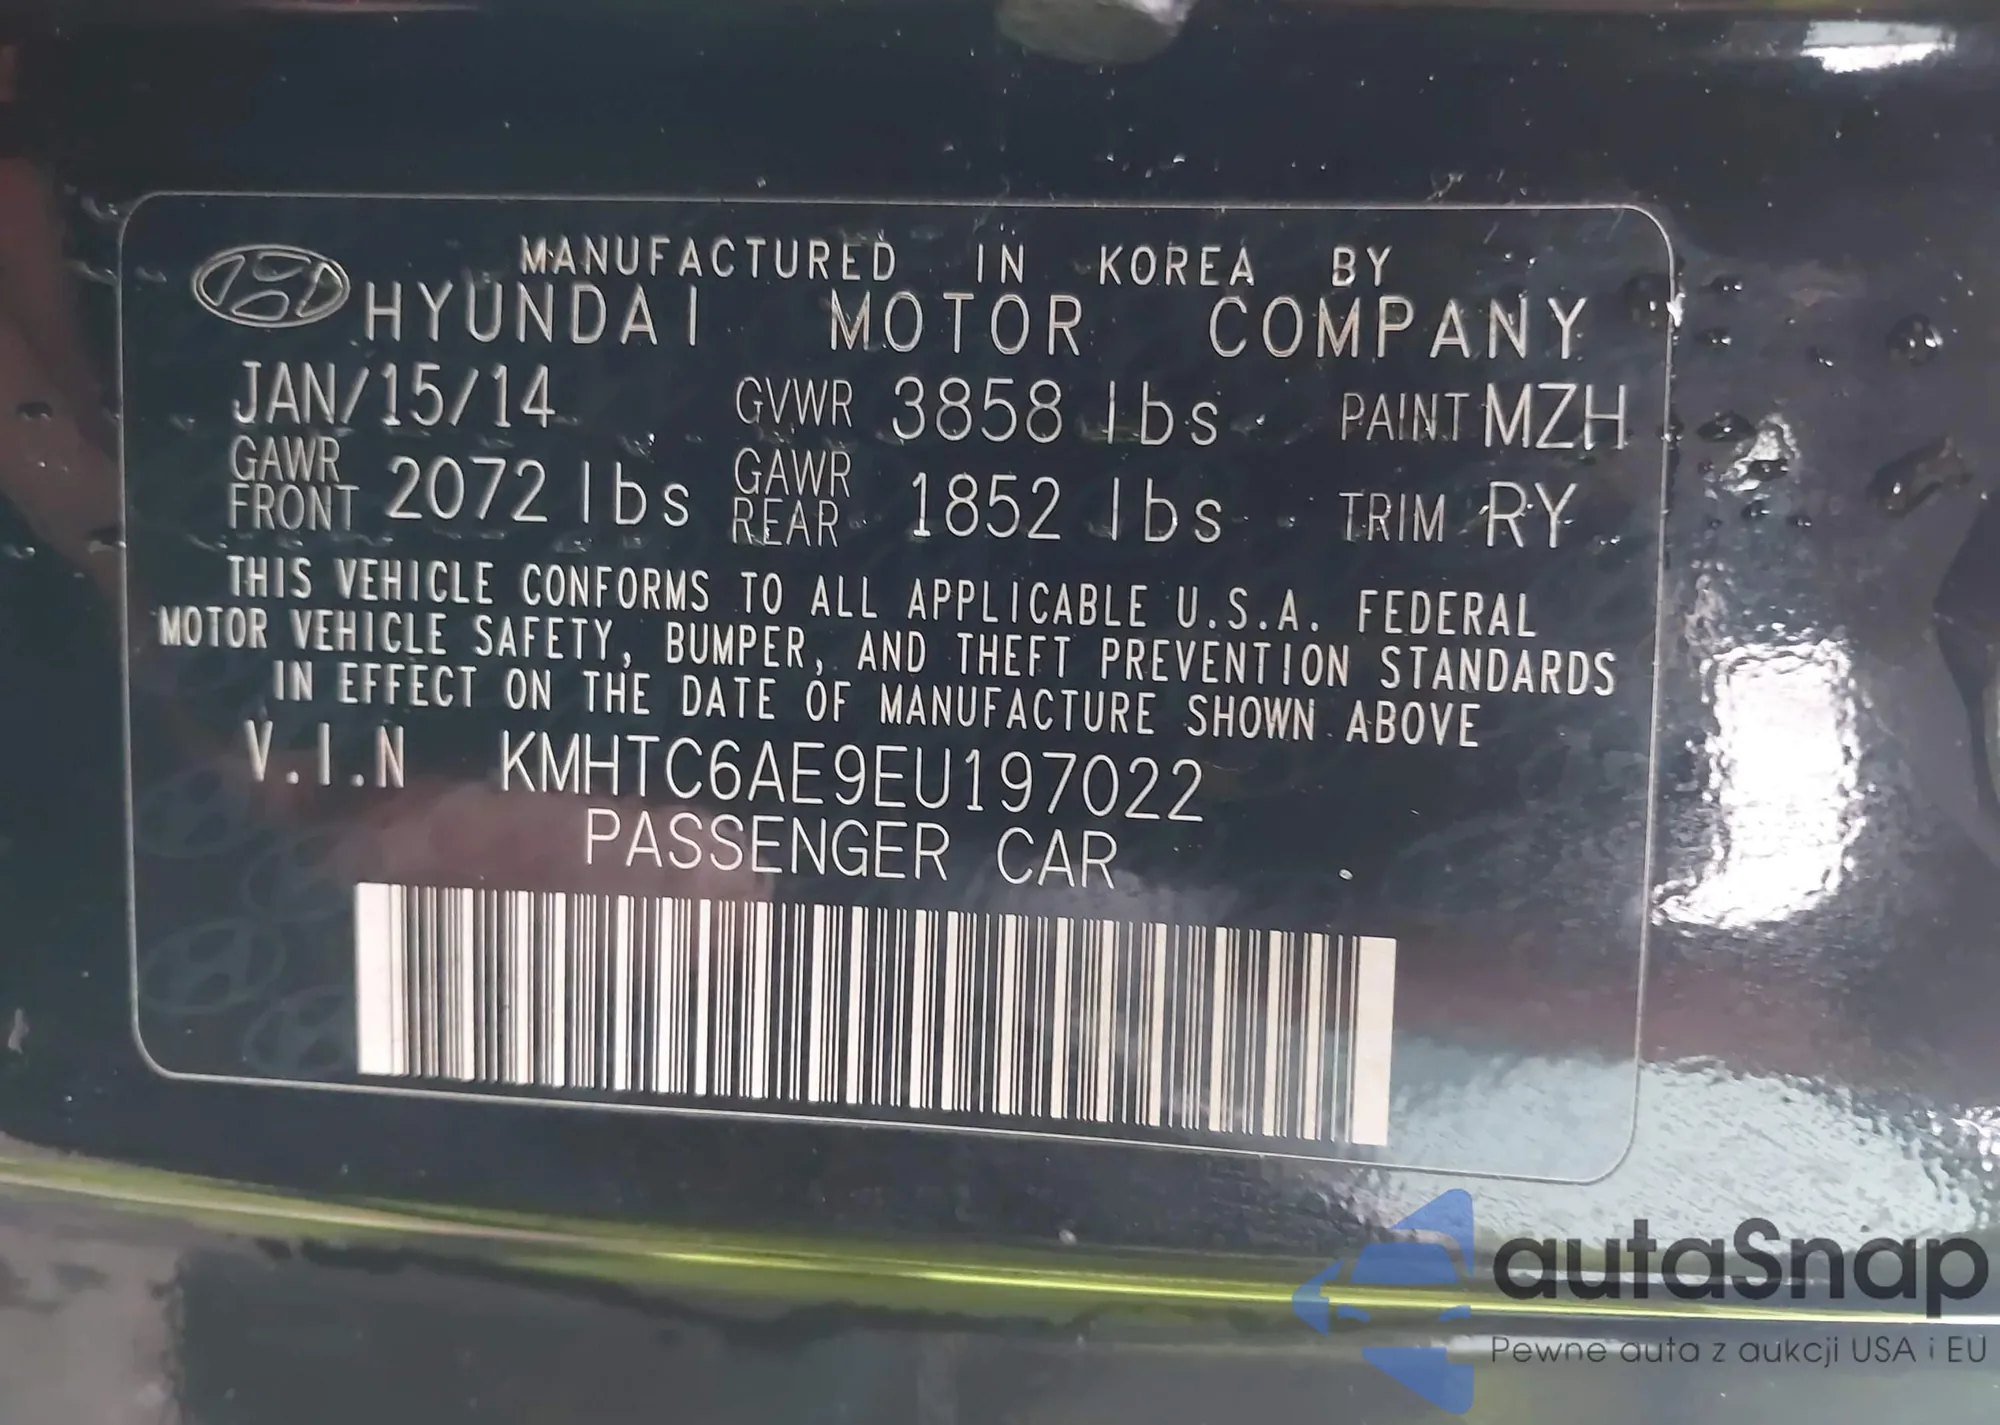 MANUFACTURED IN KOREA BY
HYUNDAI MOTOR COMPANY
JAN/15/14 GVWR 3858 lbs PAINT MZH
GAWR FRONT 2072 lbs GAWR REAR 1852 lbs TRIM RY
THIS VEHICLE CONFORMS TO ALL APPLICABLE U.S.A. FEDERAL
MOTOR VEHICLE SAFETY, BUMPER, AND THEFT PREVENTION STANDARDS
IN EFFECT ON THE DATE OF MANUFACTURE SHOWN ABOVE
V.I.N KMHTC6AE9EU197022
PASSENGER CAR
autaSnap
Pewne auta z aukcji USA i EU